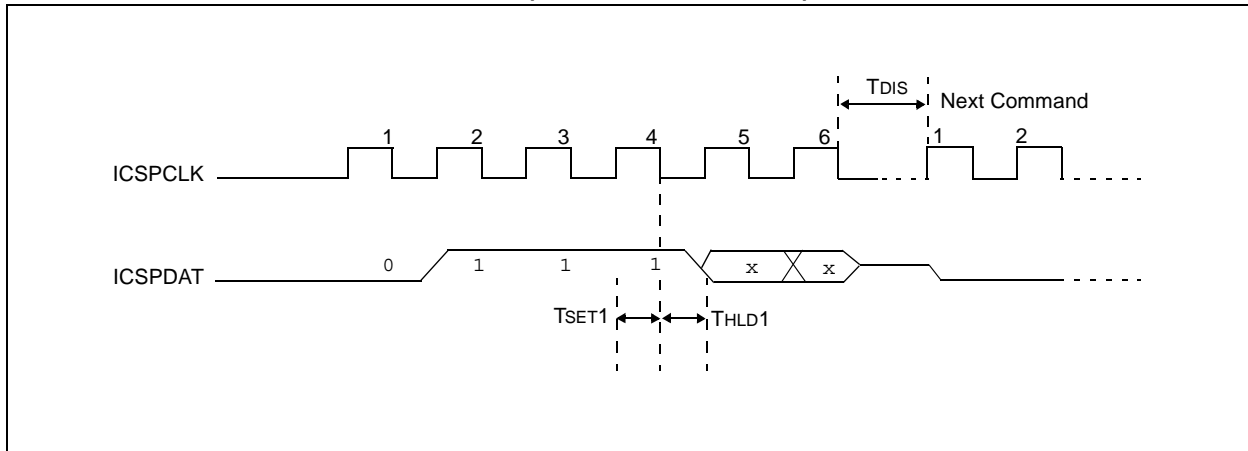 TDIS
Next Command
1 2 3 4 5 6 1 2
ICSPCLK
ICSPDAT
0 1 1 1 x x
TSET1 THLD1